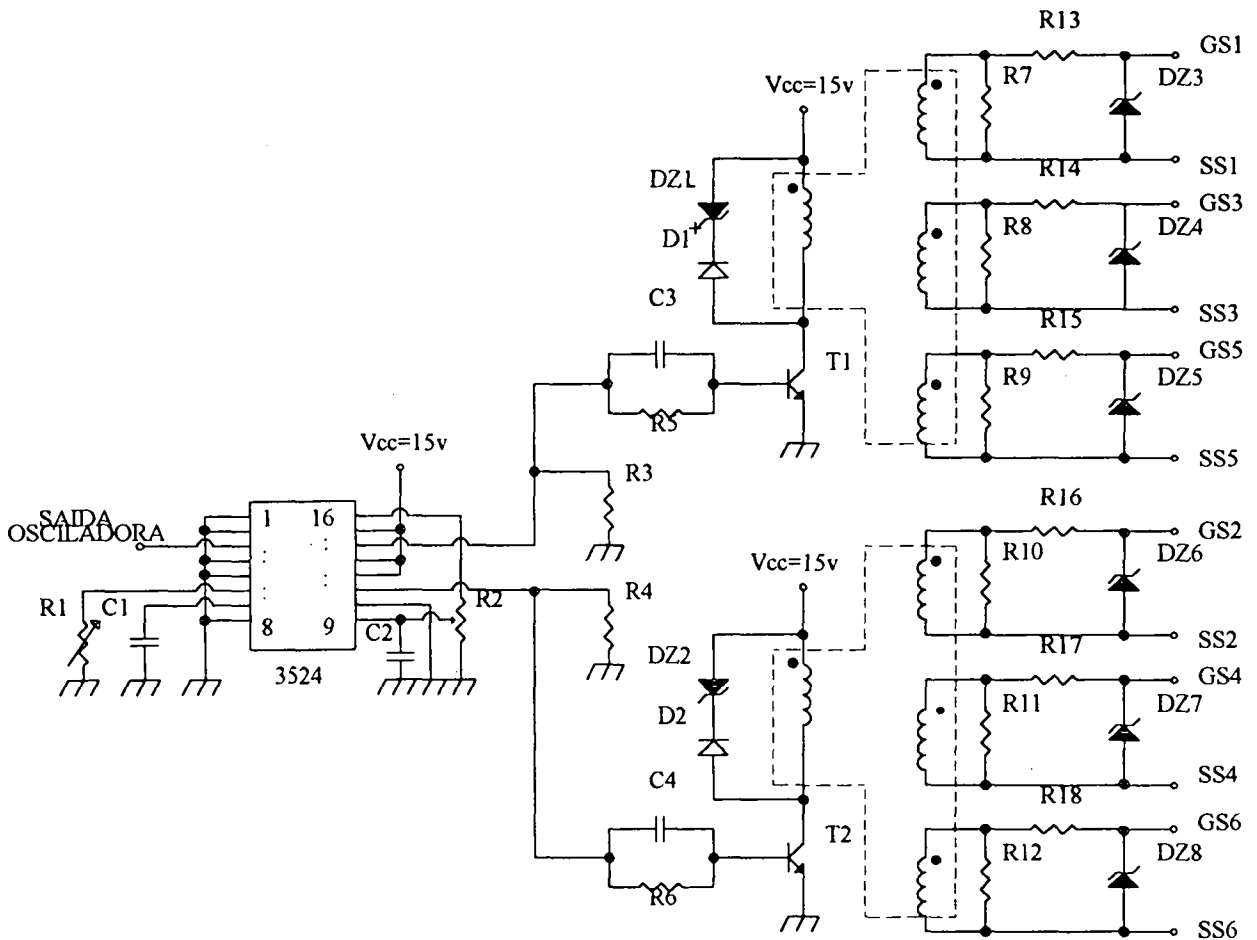 R13
GS1
R7
DZ3
Vcc=15v
SS1
R14
GS3
DZ1
R8
DZ4
D1
+
C3
SS3
R15
GS5
T1
R9
DZ5
R5
Vcc=15v
SS5
R3
R16
SAIDA
OSCILADORA
1
16
GS2
R10
DZ6
Vcc=15v
R4
R1
C1
R2
8
9
C2
SS2
R17
3524
DZ2
GS4
R11
DZ7
D2
C4
SS4
R18
GS6
T2
R12
DZ8
R6
SS6